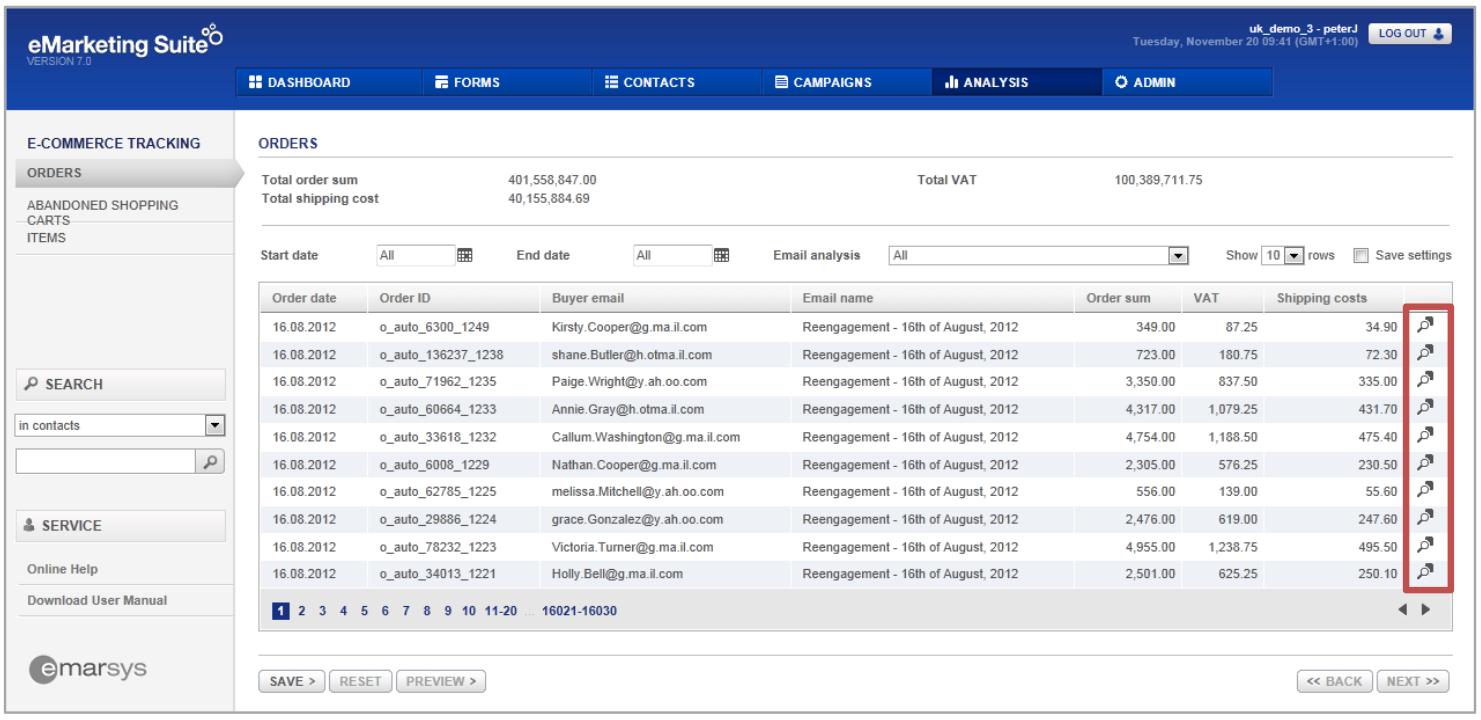 eMarketing Suite
VERSION 7.0
uk_demo_3 - peterJ
Tuesday, November 20 09:41 (GMT+1:00)
LOG OUT
DASHBOARD FORMS CONTACTS CAMPAIGNS ANALYSIS ADMIN
E-COMMERCE TRACKING
ORDERS
ABANDONED SHOPPING
CARTS
ITEMS
SEARCH
in contacts
SERVICE
Online Help
Download User Manual
emarsys
ORDERS
Total order sum 401,558,847.00 Total VAT 100,389,711.75
Total shipping cost 40,155,884.69
Start date All End date All Email analysis All Show 10 rows Save settings
Order date Order ID Buyer email Email name Order sum VAT Shipping costs
16.08.2012 o_auto_6300_1249 Kirsty.Cooper@g.ma.il.com Reengagement - 16th of August, 2012 349.00 87.25 34.90
16.08.2012 o_auto_136237_1238 shane.Butler@h.otma.il.com Reengagement - 16th of August, 2012 723.00 180.75 72.30
16.08.2012 o_auto_71962_1235 Paige.Wright@y.ah.oo.com Reengagement - 16th of August, 2012 3,350.00 837.50 335.00
16.08.2012 o_auto_60664_1233 Annie.Gray@h.otma.il.com Reengagement - 16th of August, 2012 4,317.00 1,079.25 431.70
16.08.2012 o_auto_33618_1232 Callum.Washington@g.ma.il.com Reengagement - 16th of August, 2012 4,754.00 1,188.50 475.40
16.08.2012 o_auto_6008_1229 Nathan.Cooper@g.ma.il.com Reengagement - 16th of August, 2012 2,305.00 576.25 230.50
16.08.2012 o_auto_62785_1225 melissa.Mitchell@y.ah.oo.com Reengagement - 16th of August, 2012 556.00 139.00 55.60
16.08.2012 o_auto_29886_1224 grace.Gonzalez@y.ah.oo.com Reengagement - 16th of August, 2012 2,476.00 619.00 247.60
16.08.2012 o_auto_78232_1223 Victoria.Turner@g.ma.il.com Reengagement - 16th of August, 2012 4,955.00 1,238.75 495.50
16.08.2012 o_auto_34013_1221 Holly.Bell@g.ma.il.com Reengagement - 16th of August, 2012 2,501.00 625.25 250.10
1 2 3 4 5 6 7 8 9 10 11-20 ... 16021-16030
SAVE > RESET PREVIEW > << BACK NEXT >>